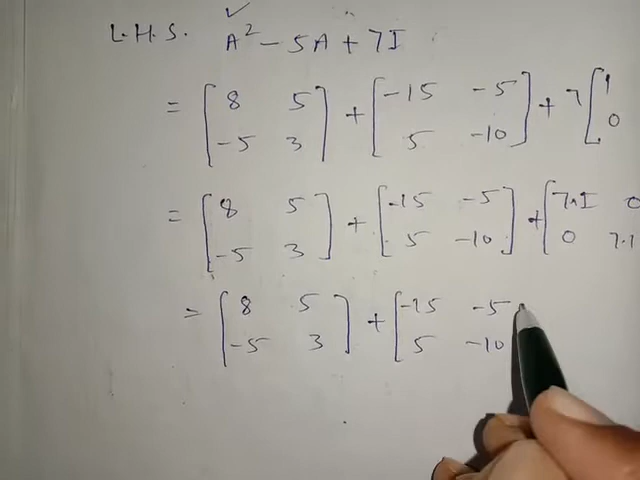 L.H.S. A² - 5A + 7I
= [8 5
-5 3] + [-15 -5
5 -10] + 7[1
0
= [8 5
-5 3] + [-15 -5
5 -10] + [7.I 0
0 7.1
= [8 5
-5 3] + [-15 -5
5 -10